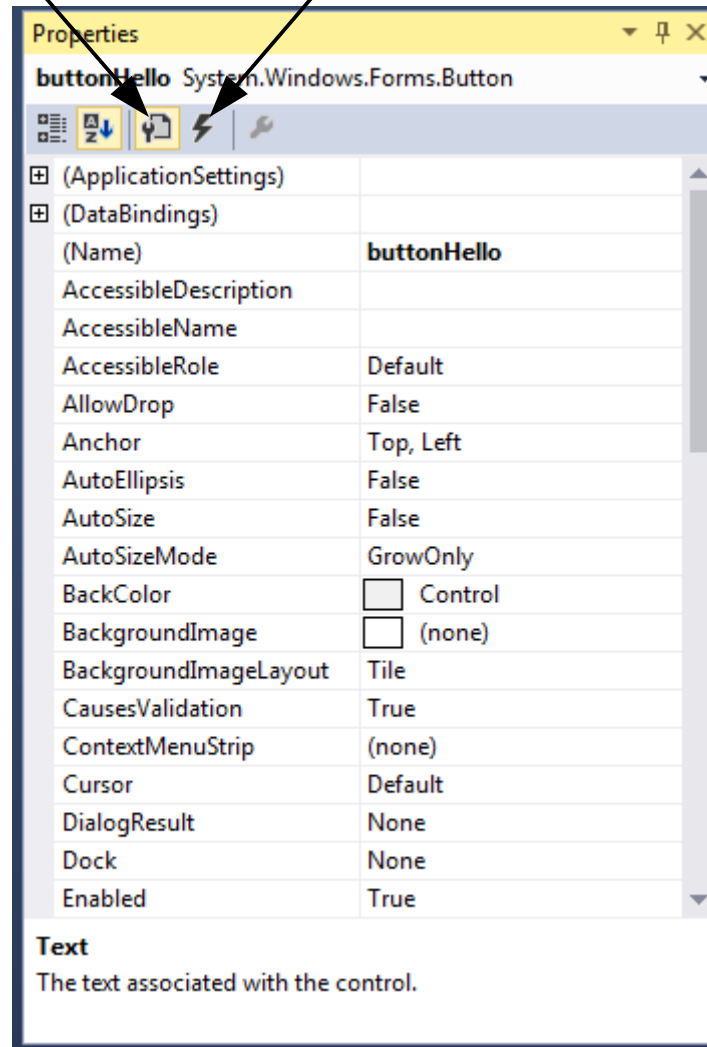 Properties
buttonHello System.Windows.Forms.Button
(ApplicationSettings)
(DataBindings)
(Name) buttonHello
AccessibleDescription
AccessibleName
AccessibleRole Default
AllowDrop False
Anchor Top, Left
AutoEllipsis False
AutoSize False
AutoSizeMode GrowOnly
BackColor Control
BackgroundImage (none)
BackgroundImageLayout Tile
CausesValidation True
ContextMenuStrip (none)
Cursor Default
DialogResult None
Dock None
Enabled True
Text
The text associated with the control.